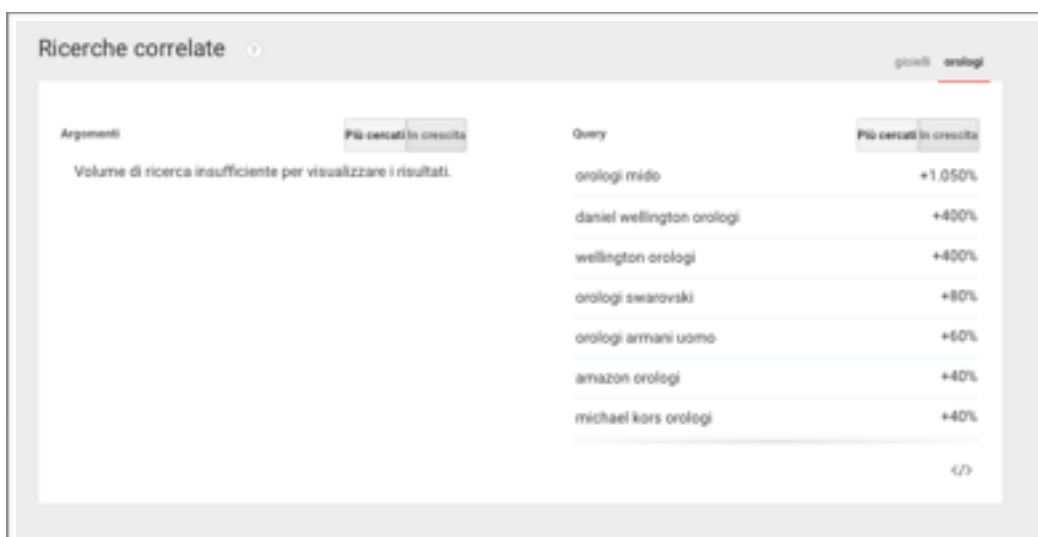 Ricerche correlate ?
gioielli orologi
Argomenti Più cercati In crescita
Volume di ricerca insufficiente per visualizzare i risultati.
Query Più cercati In crescita
orologi mido +1.050%
daniel wellington orologi +400%
wellington orologi +400%
orologi swarovski +80%
orologi armani uomo +60%
amazon orologi +40%
michael kors orologi +40%
</>